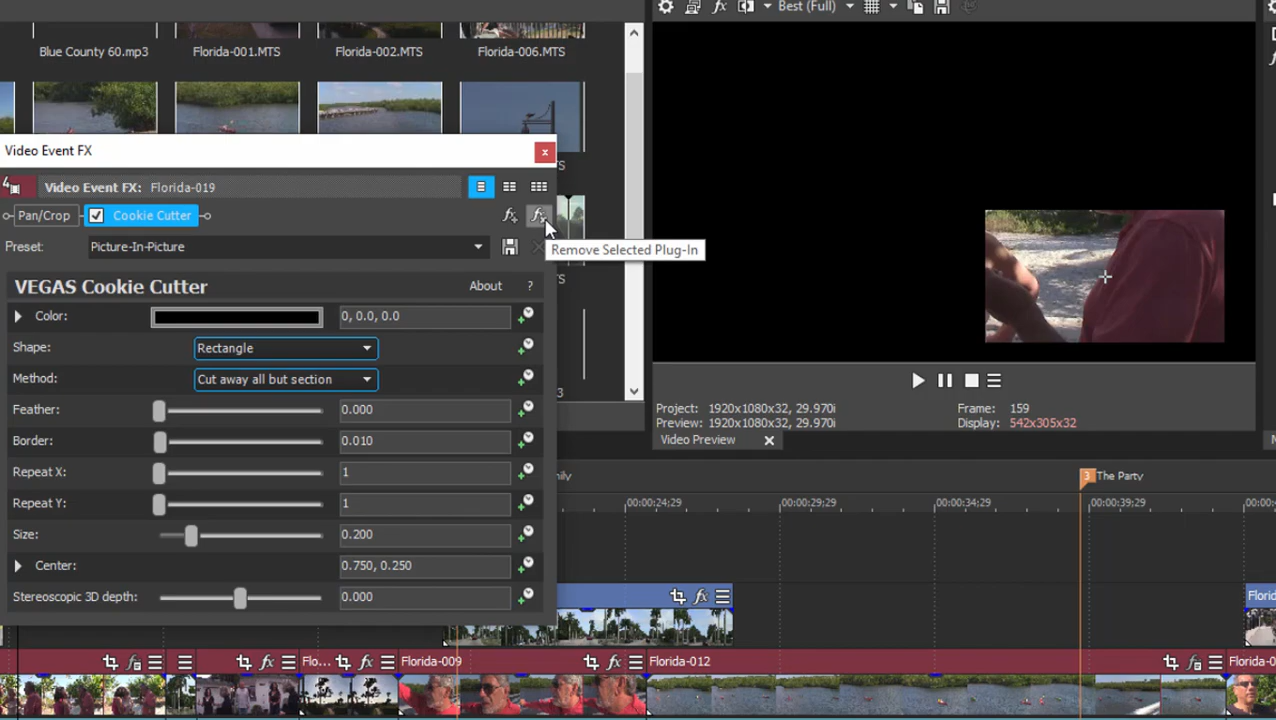 Best (Full)
Blue County 60.mp3
Florida-001.MTS
Florida-002.MTS
Florida-006.MTS
Video Event FX
Video Event FX: Florida-019
Pan/Crop
Cookie Cutter
Preset:
Picture-In-Picture
Remove Selected Plug-In
VEGAS Cookie Cutter
About
?
Color:
0, 0.0, 0.0
Shape:
Rectangle
Method:
Cut away all but section
Feather:
0.000
Border:
0.010
Repeat X:
1
Repeat Y:
1
Size:
0.200
Center:
0.750, 0.250
Stereoscopic 3D depth:
0.000
Project: 1920x1080x32, 29.970i
Preview: 1920x1080x32, 29.970i
Frame: 159
Display: 542x305x32
Video Preview
3 The Party
00:00:24;29
00:00:29;29
00:00:34;29
00:00:39;29
Flo...
Florida-009
Florida-012